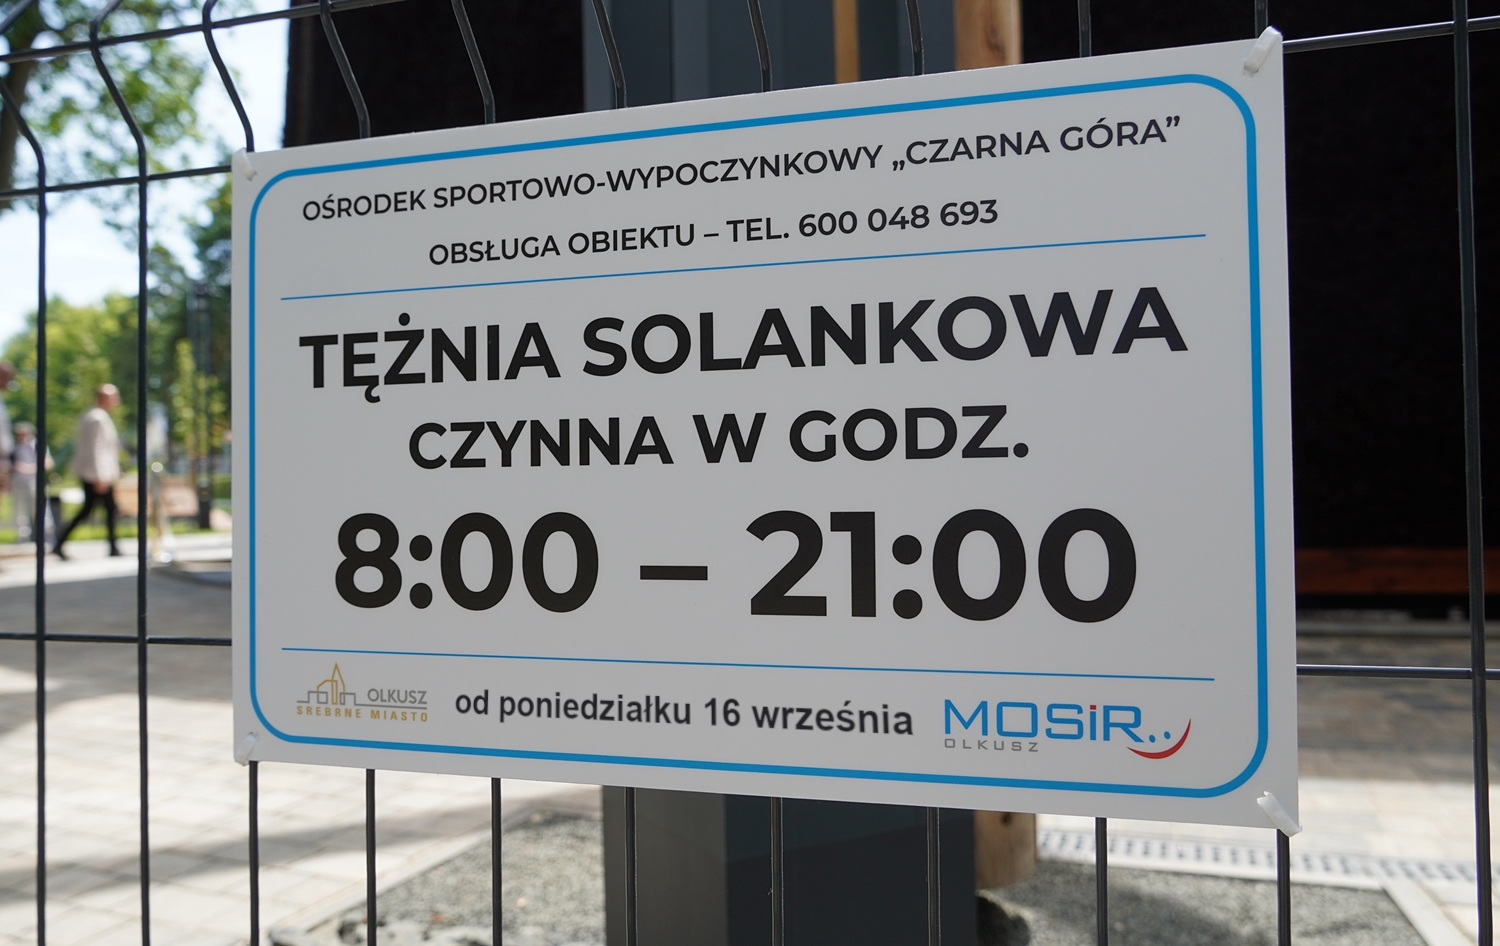 OŚRODEK SPORTOWO-WYPOCZYNKOWY „CZARNA GÓRA”
OBSŁUGA OBIEKTU – TEL. 600 048 693
TĘŻNIA SOLANKOWA
CZYNNA W GODZ.
8:00 – 21:00
OLKUSZ
SREBRNE MIASTO
od poniedziałku 16 września
MOSiR..
OLKUSZ